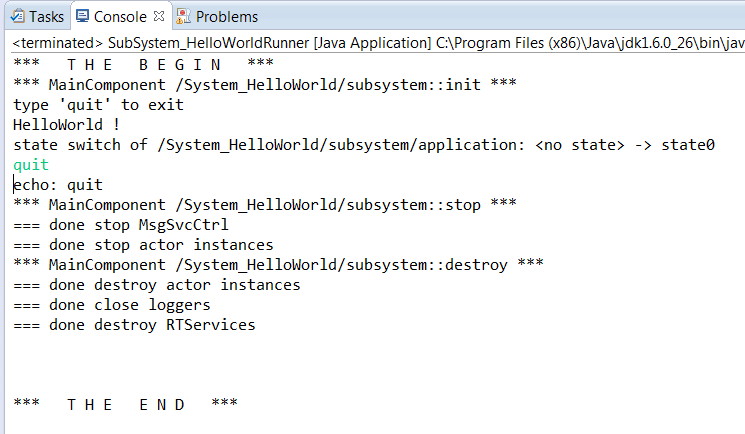 Tasks Console Problems
<terminated> SubSystem_HelloWorldRunner [Java Application] C:\Program Files (x86)\Java\jdk1.6.0_26\bin\jav
*** T H E B E G I N ***
*** MainComponent /System_HelloWorld/subsystem::init ***
type 'quit' to exit
HelloWorld !
state switch of /System_HelloWorld/subsystem/application: <no state> -> state0
quit
echo: quit
*** MainComponent /System_HelloWorld/subsystem::stop ***
=== done stop MsgSvcCtrl
=== done stop actor instances
*** MainComponent /System_HelloWorld/subsystem::destroy ***
=== done destroy actor instances
=== done close loggers
=== done destroy RTServices
*** T H E E N D ***